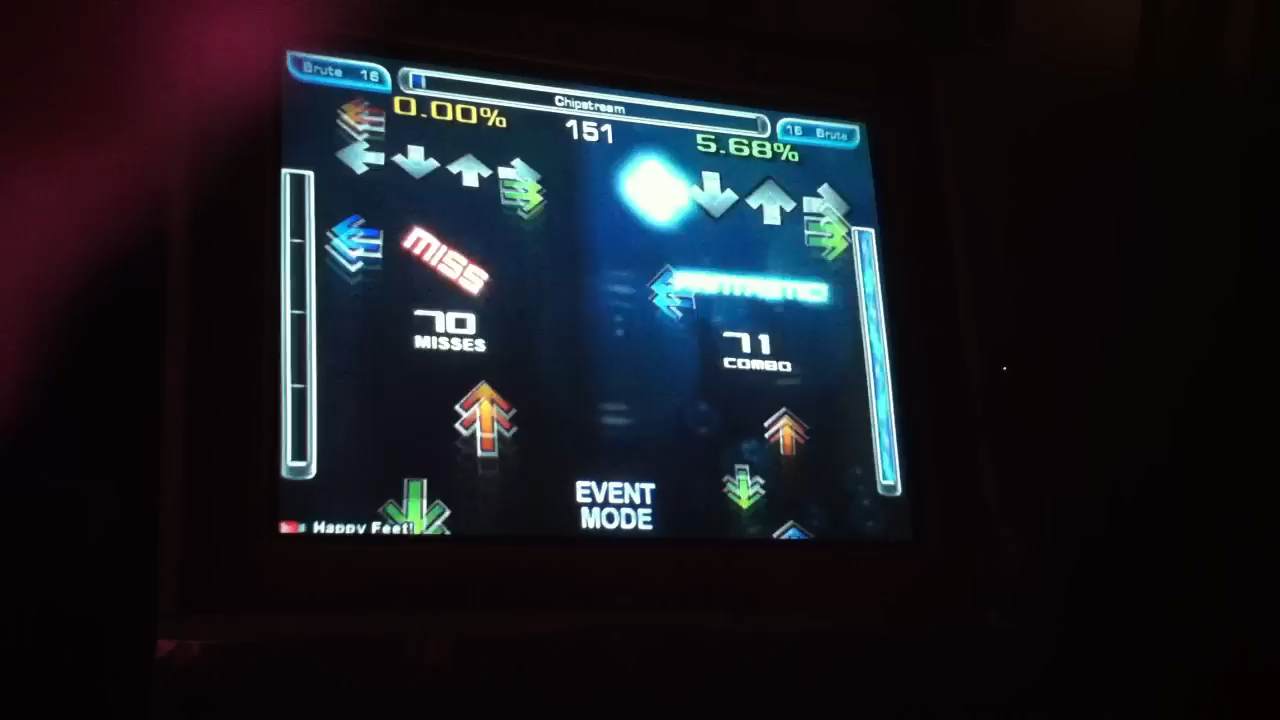 Brute 16
Chipstream
0.00%
151
16 Brute
5.68%
MISS
FANTASTIC!
70
MISSES
71
COMBO
EVENT
MODE
Happy Feet!